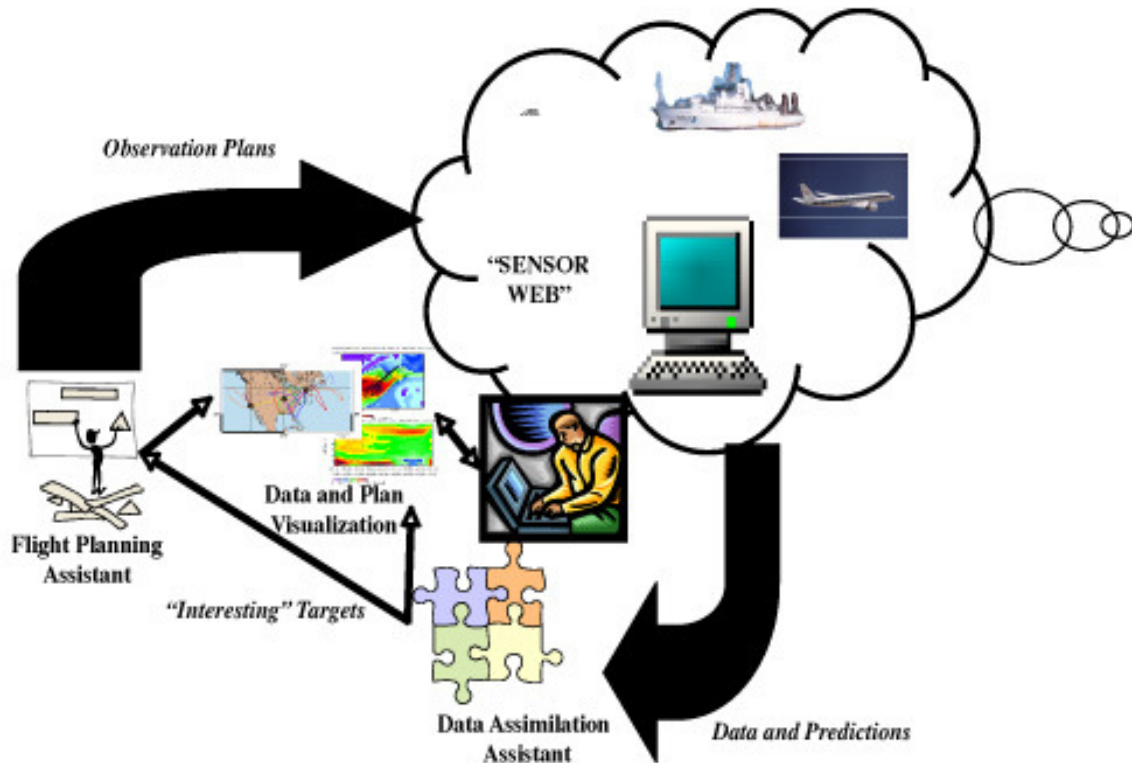 Observation Plans
“SENSOR
WEB”
Data and Plan
Visualization
Flight Planning
Assistant
“Interesting” Targets
Data Assimilation
Assistant
Data and Predictions